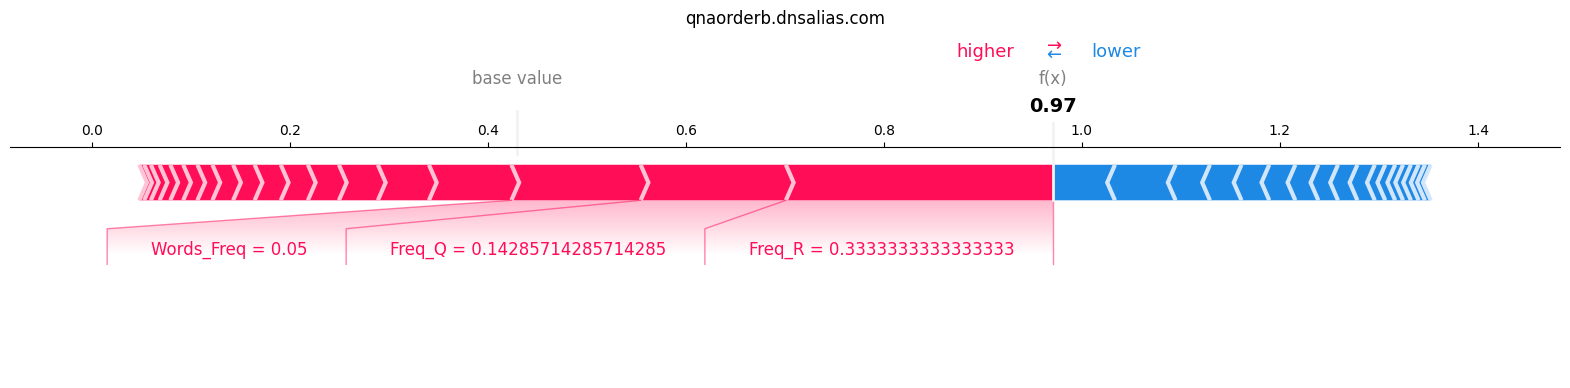 qnaorderb.dnsalias.com
higher → ← lower
base value f(x)
0.97
0.0 0.2 0.4 0.6 0.8 1.0 1.2 1.4
Words_Freq = 0.05 Freq_Q = 0.14285714285714285 Freq_R = 0.3333333333333333